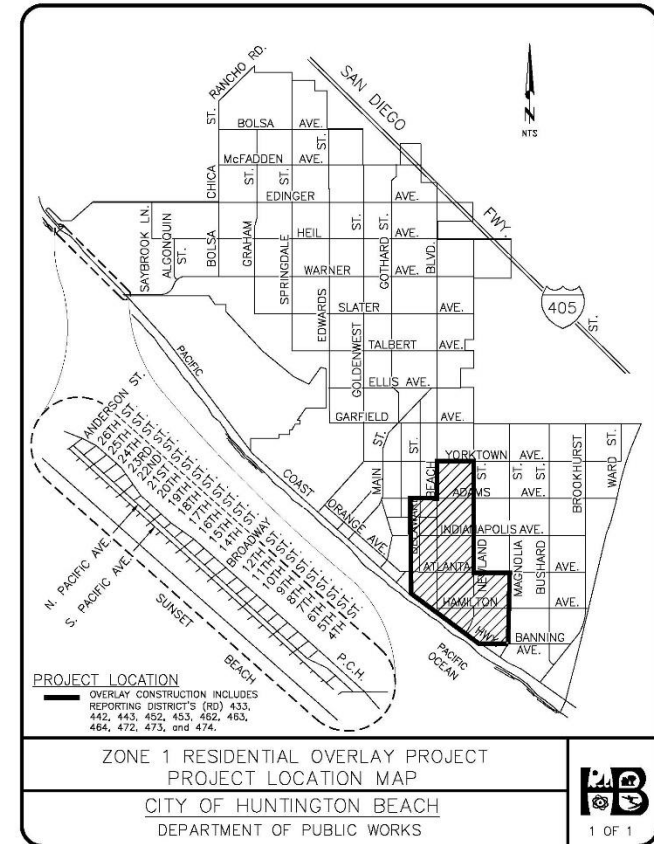 RANCHO RD.
ST.
SAN DIEGO
FWY
N
NTS
405
ST.
BOLSA AVE.
ST.
McFADDEN AVE.
ST.
ST.
EDINGER AVE.
CHICA
BOLSA
SAYBROOK LN.
ALGONQUIN
ST.
GRAHAM
SPRINGDALE
HEIL AVE.
ST.
GOTHARD ST.
BLVD.
WARNER AVE.
EDWARDS
GOLDENWEST
SLATER AVE.
TALBERT AVE.
ELLIS AVE.
GARFIELD AVE.
PACIFIC
COAST
HWY
ORANGE AVE.
MAIN ST.
ST.
BEACH
YORKTOWN AVE.
ST.
ST.
ST.
BROOKHURST
WARD ST.
ADAMS AVE.
DELAWARE
INDIANAPOLIS AVE.
ATLANTA AVE.
NEWLAND
MAGNOLIA
BUSHARD
HAMILTON AVE.
BANNING
AVE.
PACIFIC
OCEAN
ANDERSON ST.
26TH ST.
25TH ST.
24TH ST.
23RD ST.
22ND ST.
21ST ST.
20TH ST.
19TH ST.
18TH ST.
17TH ST.
16TH ST.
15TH ST.
14TH ST.
BROADWAY
12TH ST.
11TH ST.
10TH ST.
9TH ST.
8TH ST.
7TH ST.
6TH ST.
5TH ST.
4TH ST.
N. PACIFIC AVE.
S. PACIFIC AVE.
SUNSET
BEACH
P.C.H.
PROJECT LOCATION
OVERLAY CONSTRUCTION INCLUDES
REPORTING DISTRICT'S (RD) 433,
442, 443, 452, 453, 462, 463,
464, 472, 473, and 474.
ZONE 1 RESIDENTIAL OVERLAY PROJECT
PROJECT LOCATION MAP
CITY OF HUNTINGTON BEACH
DEPARTMENT OF PUBLIC WORKS
HB
1 OF 1